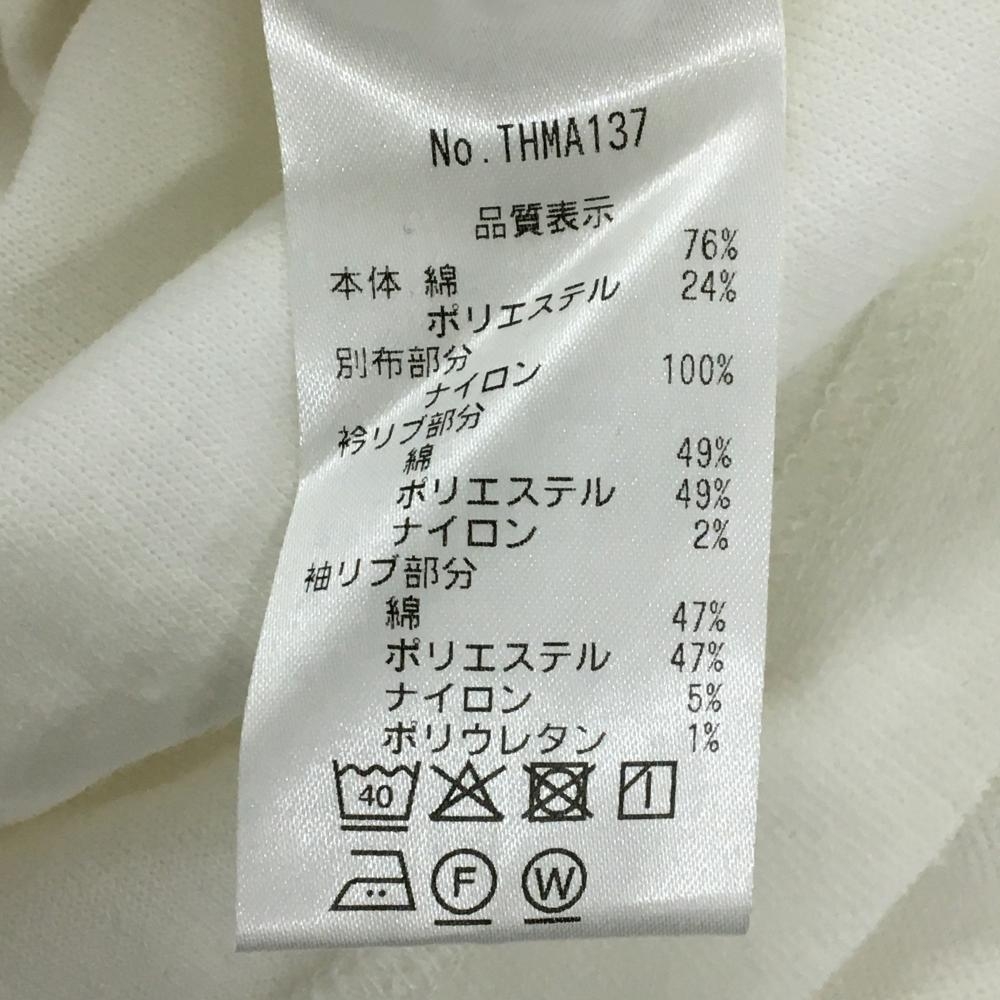 No.THMA137
品質表示
本体 綿 76%
ポリエステル 24%
別布部分
ナイロン 100%
衿リブ部分
綿 49%
ポリエステル 49%
ナイロン 2%
袖リブ部分
綿 47%
ポリエステル 47%
ナイロン 5%
ポリウレタン 1%
40
F W